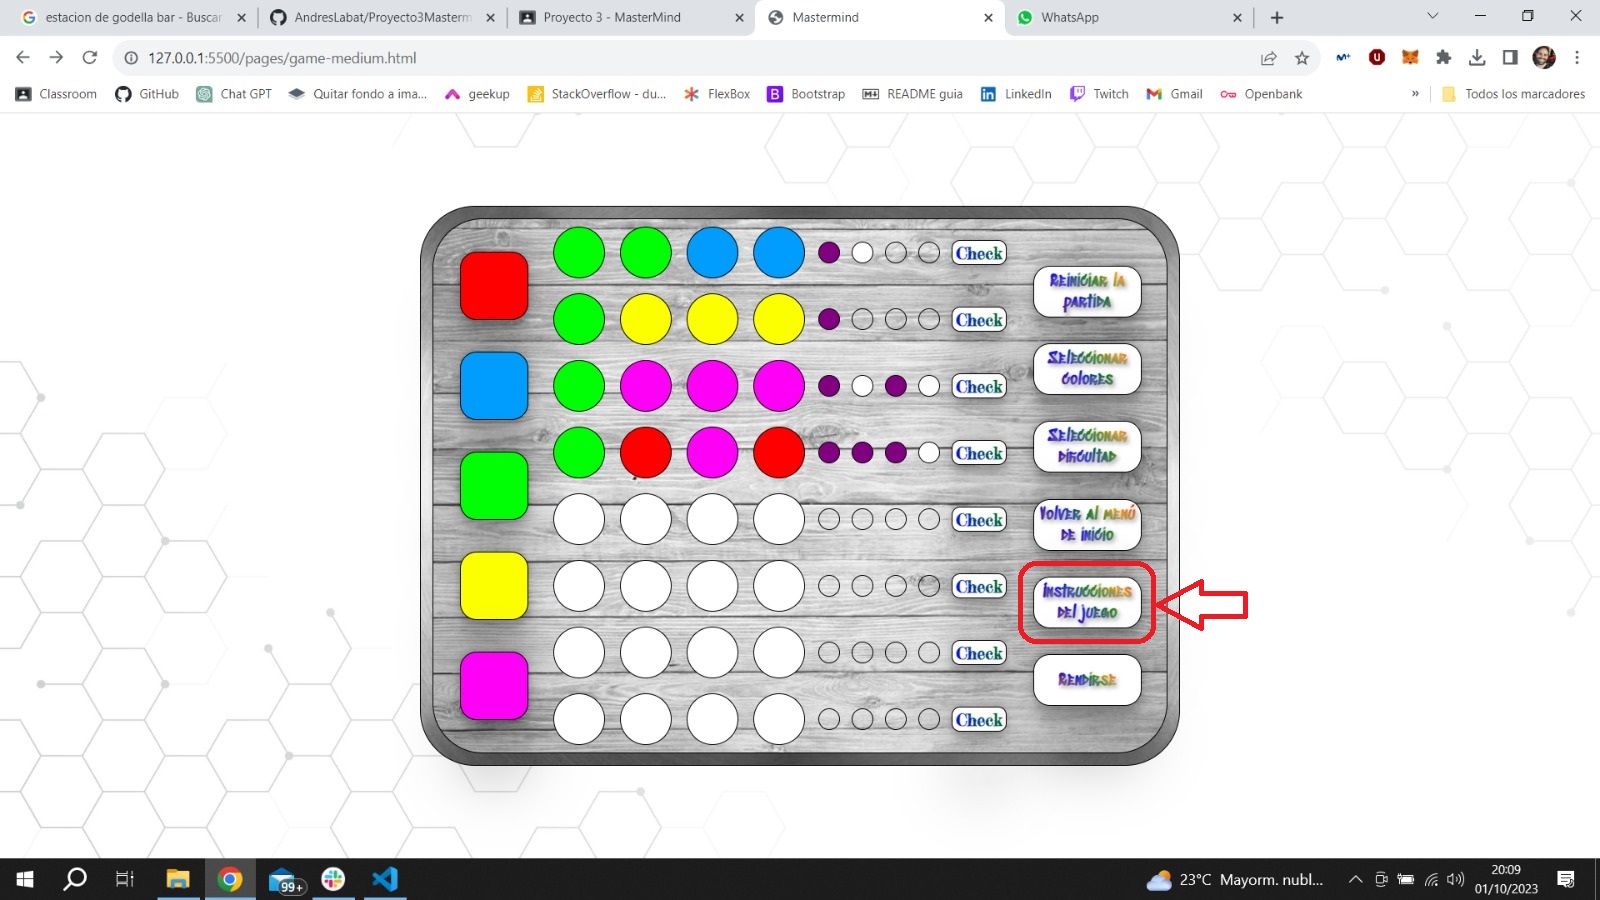 estacion de godella bar - Buscar
AndresLabat/Proyecto3Masterm
Proyecto 3 - MasterMind
Mastermind
WhatsApp
127.0.0.1:5500/pages/game-medium.html
Classroom
GitHub
Chat GPT
Quitar fondo a ima...
geekup
StackOverflow - du...
FlexBox
Bootstrap
README guia
LinkedIn
Twitch
Gmail
Openbank
»
Todos los marcadores
Check
Check
Check
Check
Check
Check
Check
Check
Reiniciar la
partida
Seleccionar
colores
Seleccionar
dificultad
Volver al menú
de inicio
Instrucciones
del juego
Rendirse
99+
23°C Mayorm. nubl...
20:09
01/10/2023